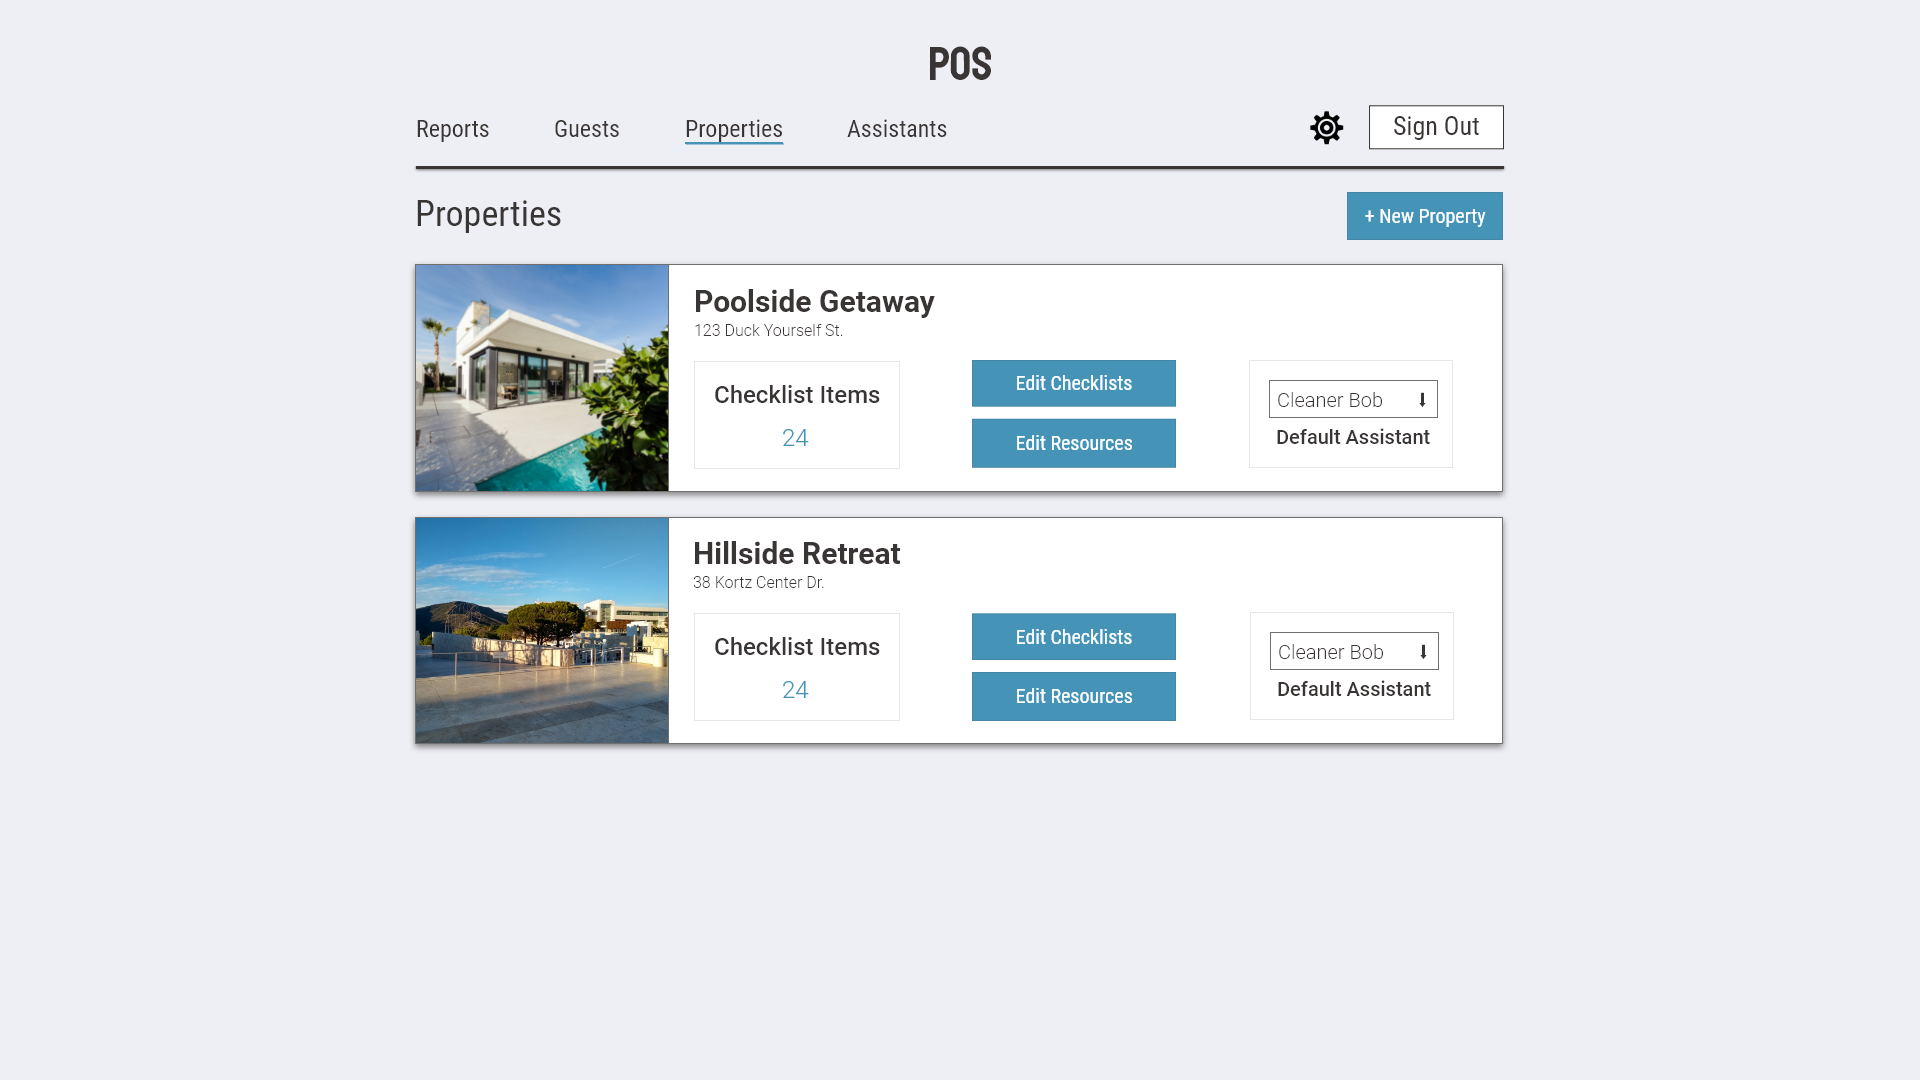 POS
Reports
Guests
Properties
Assistants
Sign Out
Properties
+ New Property
Poolside Getaway
123 Duck Yourself St.
Checklist Items
24
Edit Checklists
Edit Resources
Cleaner Bob
Default Assistant
Hillside Retreat
38 Kortz Center Dr.
Checklist Items
24
Edit Checklists
Edit Resources
Cleaner Bob
Default Assistant